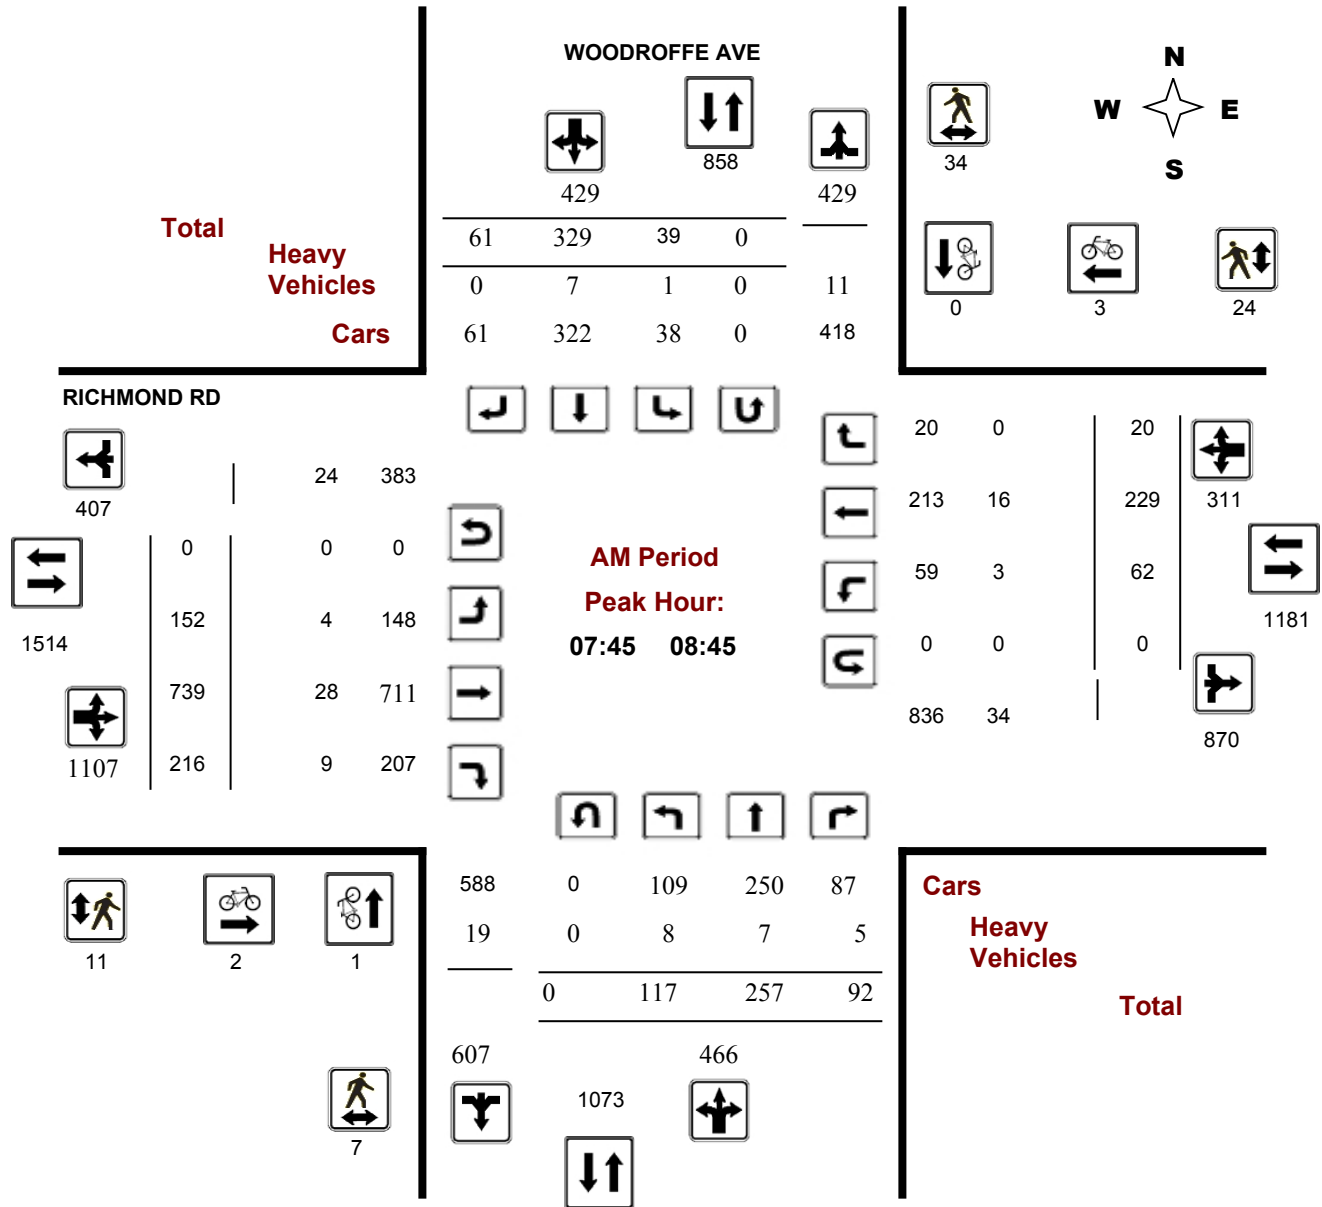 WOODROFFE AVE
N
W E
S
858
34
429
429
Total
61 329 39 0
Heavy
Vehicles
0 7 1 0 11
0 3 24
Cars
61 322 38 0 418
RICHMOND RD
20 0 20
24 383
407
213 16 229 311
0 0 0
AM Period
59 3 62
Peak Hour:
152 4 148
1181
1514
07:45 08:45
0 0 0
739 28 711
836 34
870
1107
216 9 207
588 0 109 250 87
Cars
19 0 8 7 5
Heavy
Vehicles
11 2 1
0 117 257 92
Total
607 466
1073
7